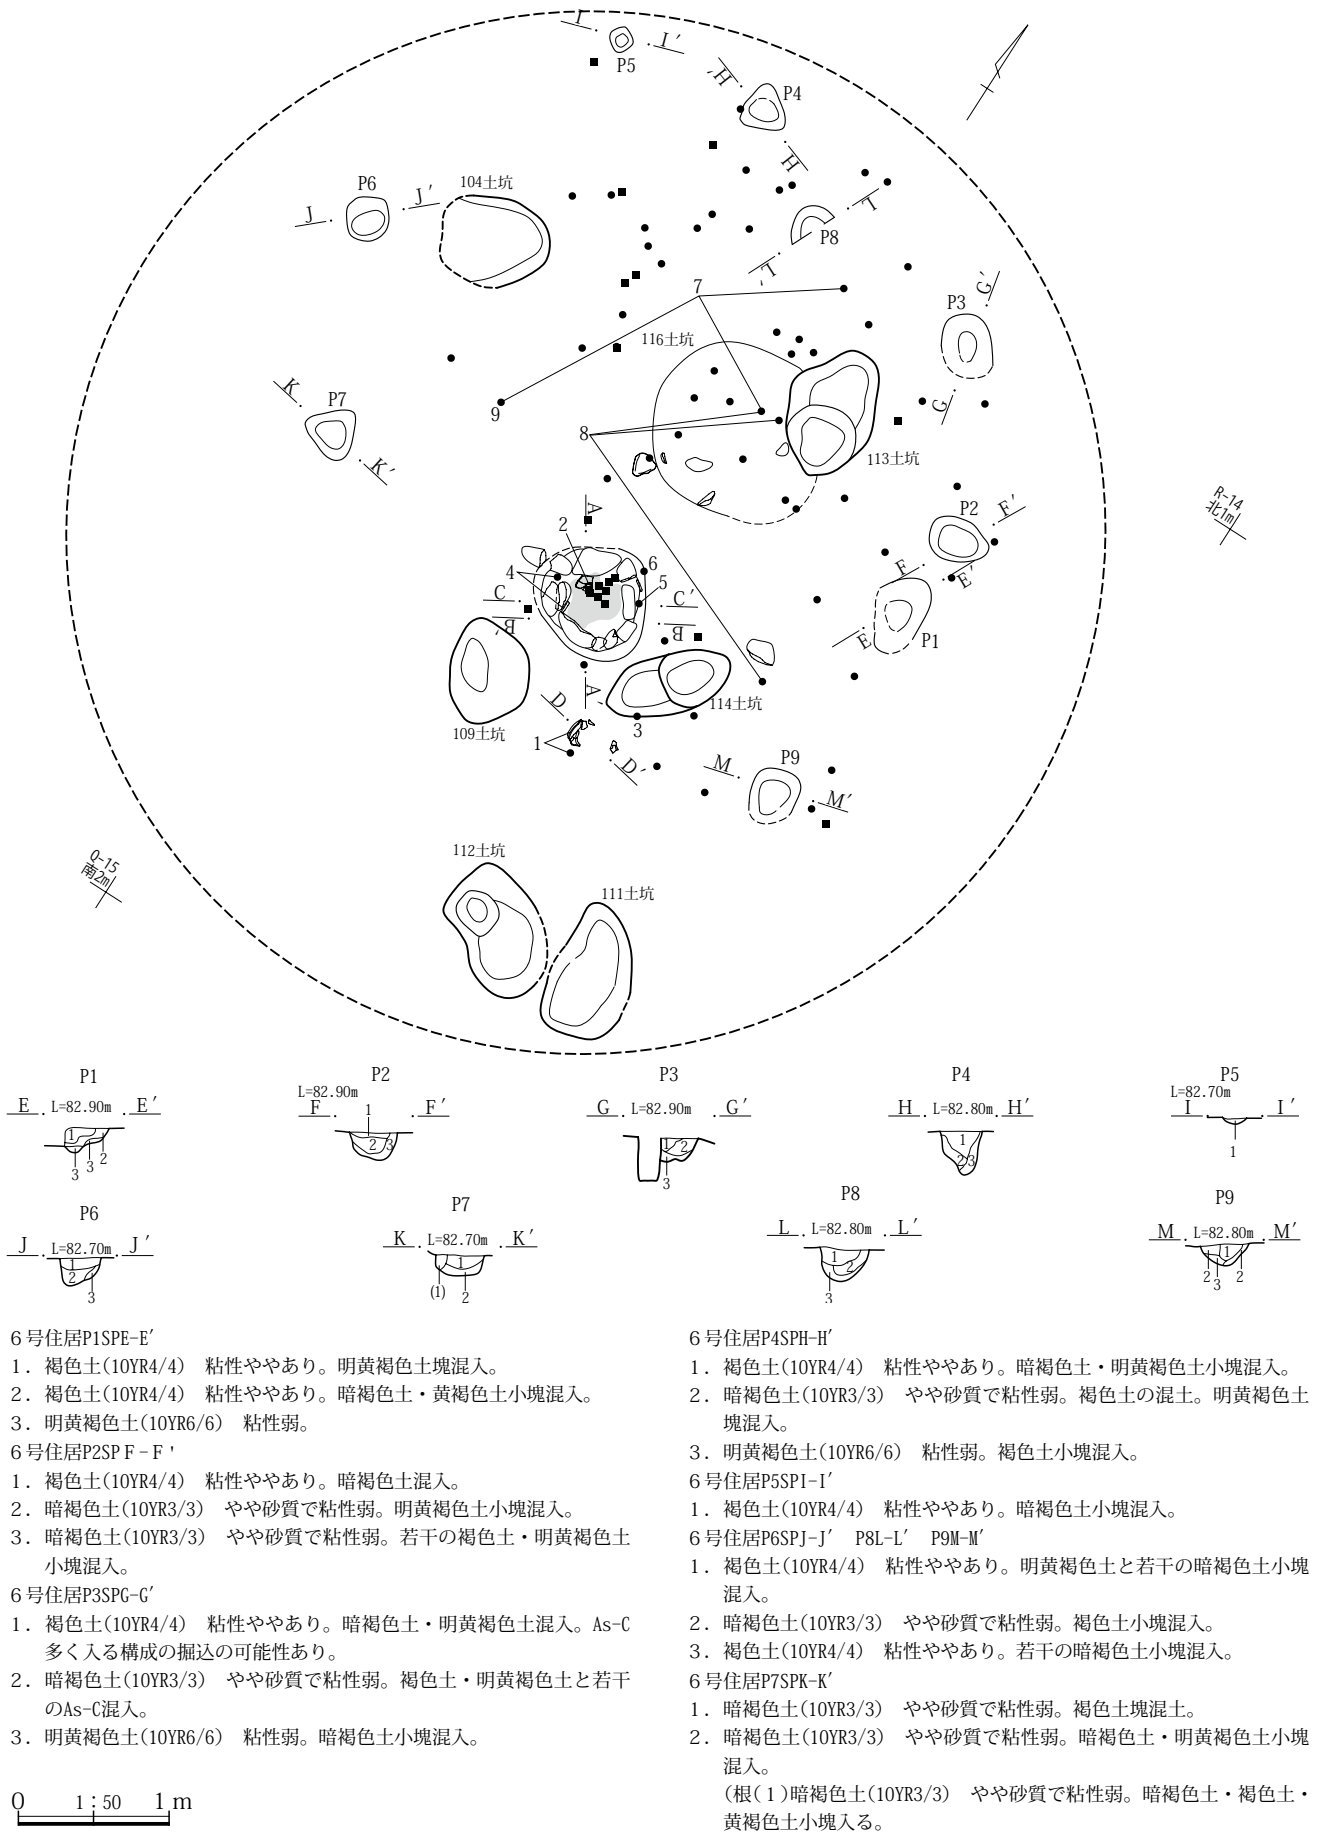 I I′
P5
H′ P4
H
P6 J′ 104土坑
J
L
P8
L′
G′
P3
7
116土坑
K P7
9
G
8
K′
113土坑
R-14
北1m
A
P2 F′
2
F
4 6
5
E′
C C′
B′ B
E P1
D A′
114土坑
109土坑
3
1
D′
M P9
M′
112土坑
Q-15
南2m
111土坑
P1 P2 P3 P4 P5
E L=82.90m E′
L=82.90m
F 1 F′
G L=82.90m G′
H L=82.80m H′
L=82.70m
I I′
1
3 3 2
2 3
1 2
3
1
2 3
1
P6 P7 P8 P9
J L=82.70m J′
K L=82.70m K′
L L=82.80m L′
M L=82.80m M′
1
2
3
1
(1) 2
1
2
3
1
2 3 2
6号住居P1SPE-E′
1. 褐色土(10YR4/4) 粘性ややあり。明黄褐色土塊混入。
2. 褐色土(10YR4/4) 粘性ややあり。暗褐色土・黄褐色土小塊混入。
3. 明黄褐色土(10YR6/6) 粘性弱。
6号住居P2SPF-F'
1. 褐色土(10YR4/4) 粘性ややあり。暗褐色土混入。
2. 暗褐色土(10YR3/3) やや砂質で粘性弱。明黄褐色土小塊混入。
3. 暗褐色土(10YR3/3) やや砂質で粘性弱。若干の褐色土・明黄褐色土
小塊混入。
6号住居P3SPG-G′
1. 褐色土(10YR4/4) 粘性ややあり。暗褐色土・明黄褐色土混入。As-C
多く入る構成の掘込の可能性あり。
2. 暗褐色土(10YR3/3) やや砂質で粘性弱。褐色土・明黄褐色土と若干
のAs-C混入。
3. 明黄褐色土(10YR6/6) 粘性弱。暗褐色土小塊混入。
0 1:50 1m
6号住居P4SPH-H′
1. 褐色土(10YR4/4) 粘性ややあり。暗褐色土・明黄褐色土小塊混入。
2. 暗褐色土(10YR3/3) やや砂質で粘性弱。褐色土の混土。明黄褐色土
塊混入。
3. 明黄褐色土(10YR6/6) 粘性弱。褐色土小塊混入。
6号住居P5SPI-I′
1. 褐色土(10YR4/4) 粘性ややあり。暗褐色土小塊混入。
6号住居P6SPJ-J′ P8L-L′ P9M-M′
1. 褐色土(10YR4/4) 粘性ややあり。明黄褐色土と若干の暗褐色土小塊
混入。
2. 暗褐色土(10YR3/3) やや砂質で粘性弱。褐色土小塊混入。
3. 褐色土(10YR4/4) 粘性ややあり。若干の暗褐色土小塊混入。
6号住居P7SPK-K′
1. 暗褐色土(10YR3/3) やや砂質で粘性弱。褐色土塊混土。
2. 暗褐色土(10YR3/3) やや砂質で粘性弱。暗褐色土・明黄褐色土小塊
混入。
(根(1)暗褐色土(10YR3/3) やや砂質で粘性弱。暗褐色土・褐色土・
黄褐色土小塊入る。